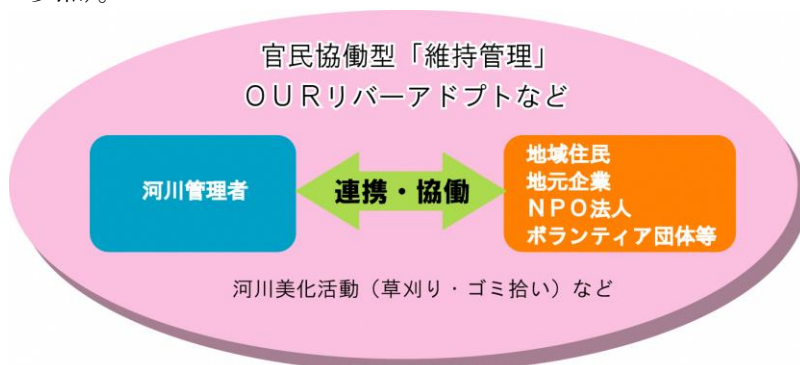 官民協働型「維持管理」
OURリバーアドプトなど
河川管理者
連携・協働
地域住民
地元企業
NPO法人
ボランティア団体等
河川美化活動（草刈り・ゴミ拾い）など